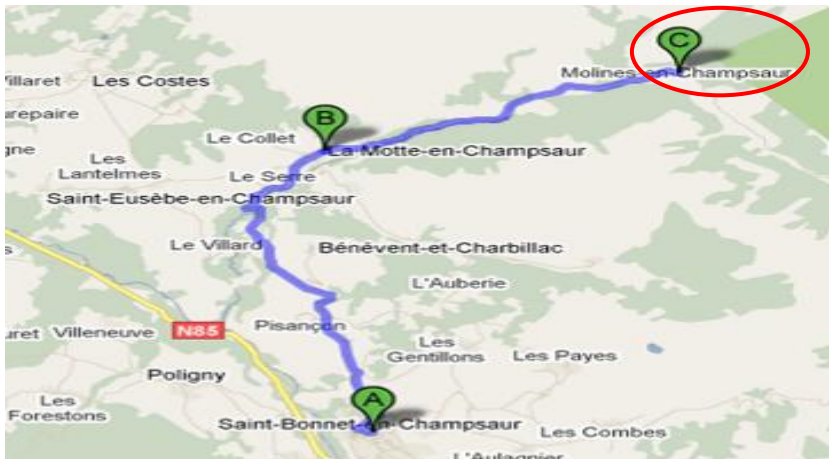 C
Molines-en-Champsaur
Les Costes
B
Le Collet
La Motte-en-Champsaur
Les
Lantelmes
Le Serre
Saint-Eusèbe-en-Champsaur
Le Villard
Bénévent-et-Charbillac
L'Auberie
N85
Villeneuve
Pisançon
Les
Gentillons
Les Payes
Poligny
A
Les
Forestons
Saint-Bonnet-en-Champsaur
Les Combes
L'Aulagnier